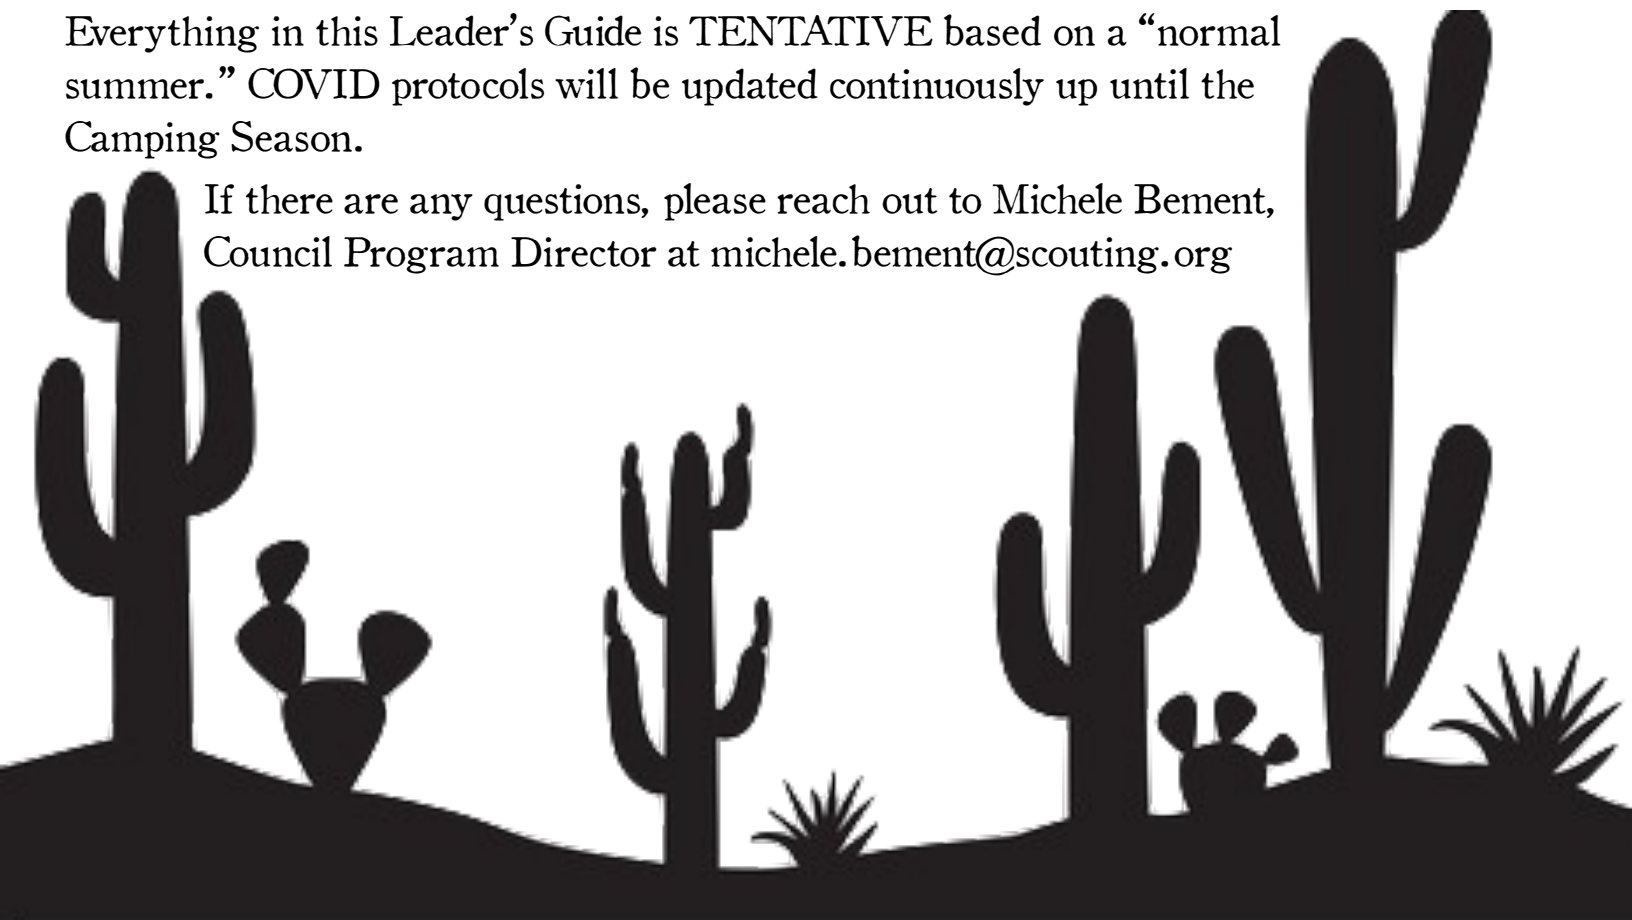 Everything in this Leader’s Guide is TENTATIVE based on a “normal
summer.” COVID protocols will be updated continuously up until the
Camping Season.
If there are any questions, please reach out to Michele Bement,
Council Program Director at michele.bement@scouting.org